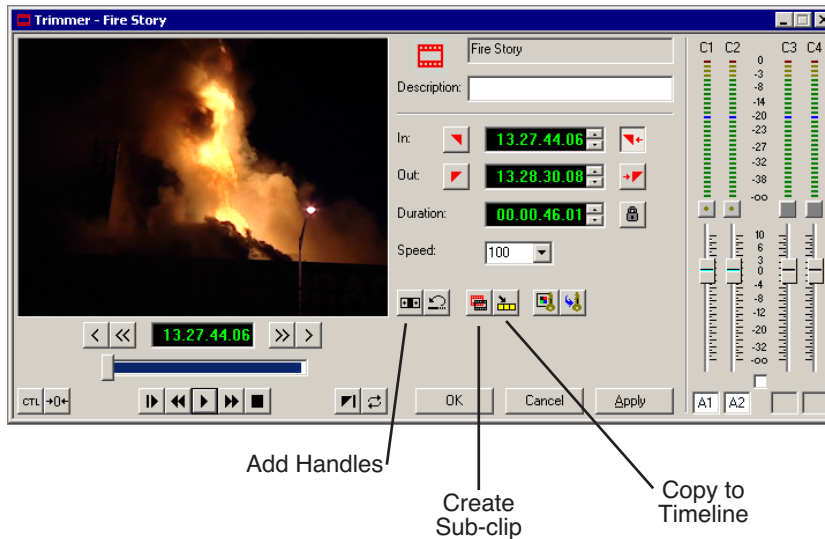 Trimmer - Fire Story
Fire Story
Description:
In: 13.27.44.06
Out: 13.28.30.08
Duration: 00.00.46.01
Speed: 100
13.27.44.06
CTL →0←
OK Cancel Apply
C1 C2 C3 C4
0
-3
-8
-14
-20
-23
-27
-32
-38
-oo
10
6
3
0
-4
-8
-12
-20
-32
-oo
A1 A2
Add Handles
Create
Sub-clip
Copy to
Timeline